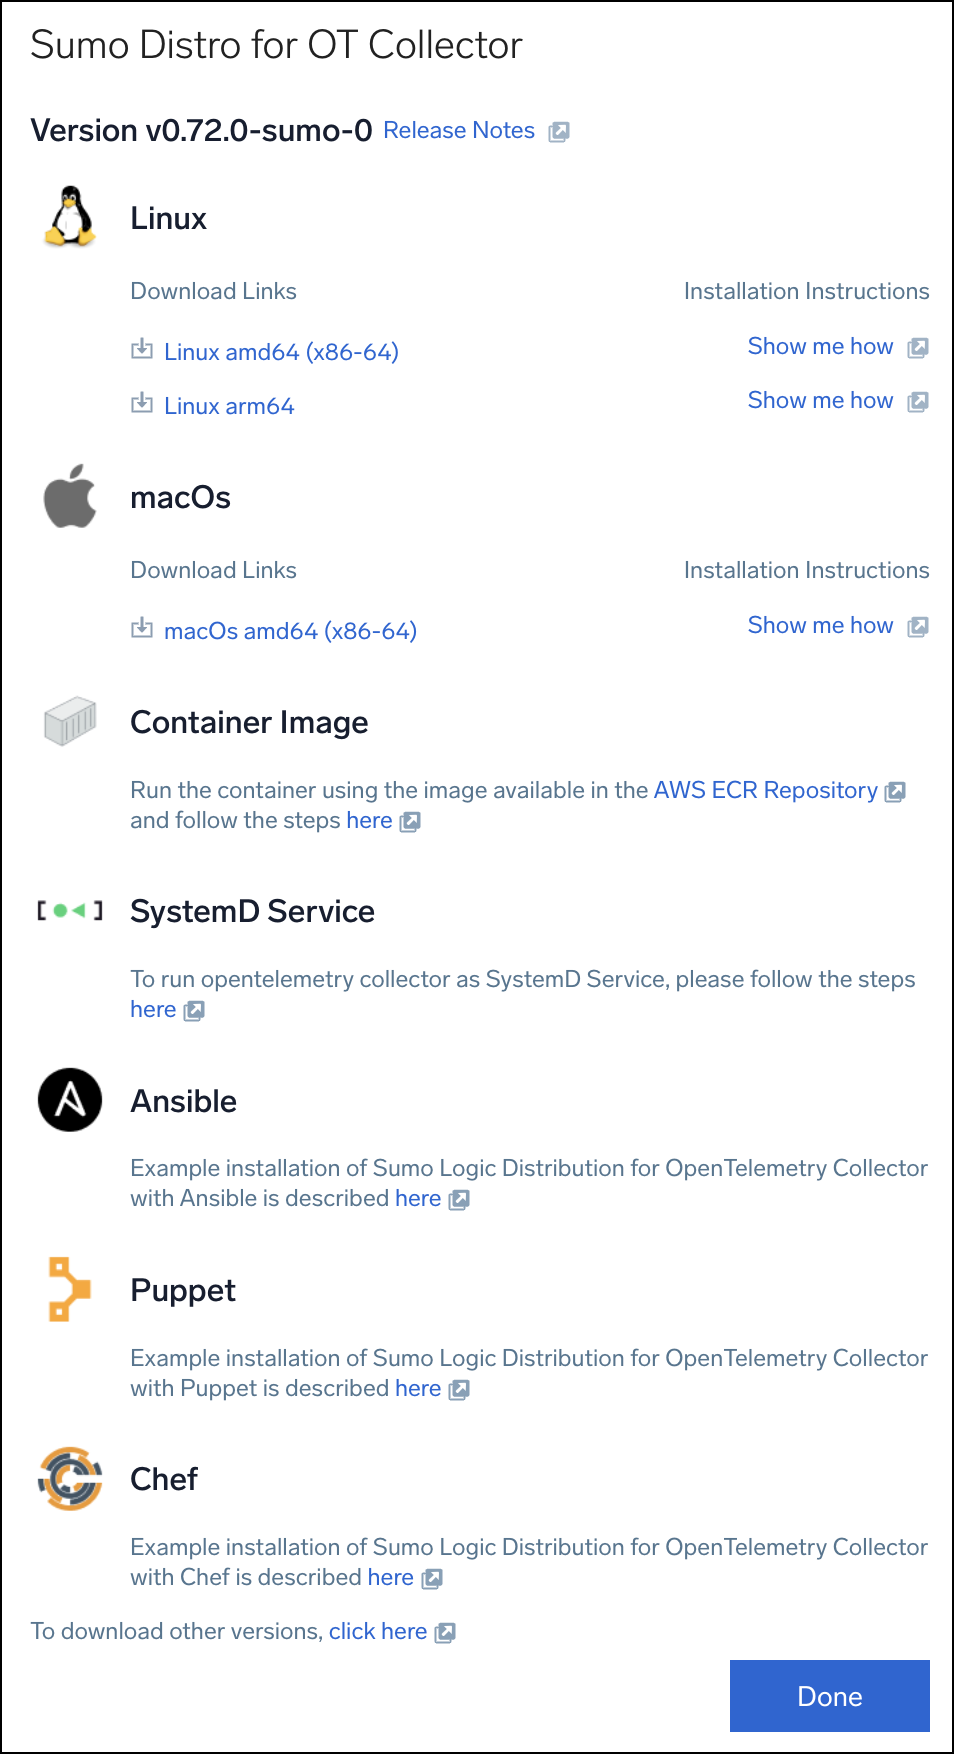 Sumo Distro for OT Collector
Version v0.72.0-sumo-0 Release Notes
Linux
Download Links Installation Instructions
Linux amd64 (x86-64) Show me how
Linux arm64 Show me how
macOs
Download Links Installation Instructions
macOs amd64 (x86-64) Show me how
Container Image
Run the container using the image available in the AWS ECR Repository
and follow the steps here
SystemD Service
To run opentelemetry collector as SystemD Service, please follow the steps
here
Ansible
Example installation of Sumo Logic Distribution for OpenTelemetry Collector
with Ansible is described here
Puppet
Example installation of Sumo Logic Distribution for OpenTelemetry Collector
with Puppet is described here
Chef
Example installation of Sumo Logic Distribution for OpenTelemetry Collector
with Chef is described here
To download other versions, click here
Done